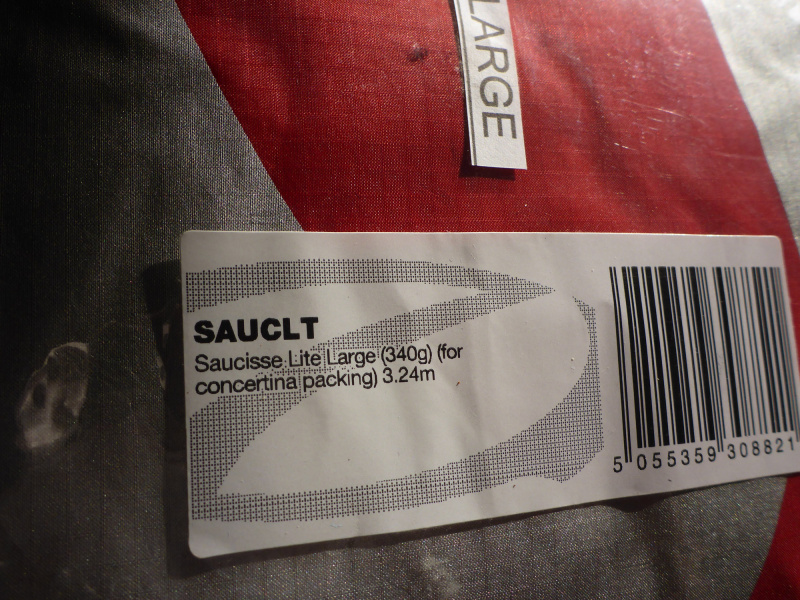 LARGE
SAUCLT
Saucisse Lite Large (340g) (for
concertina packing) 3.24m
5 055359 308821